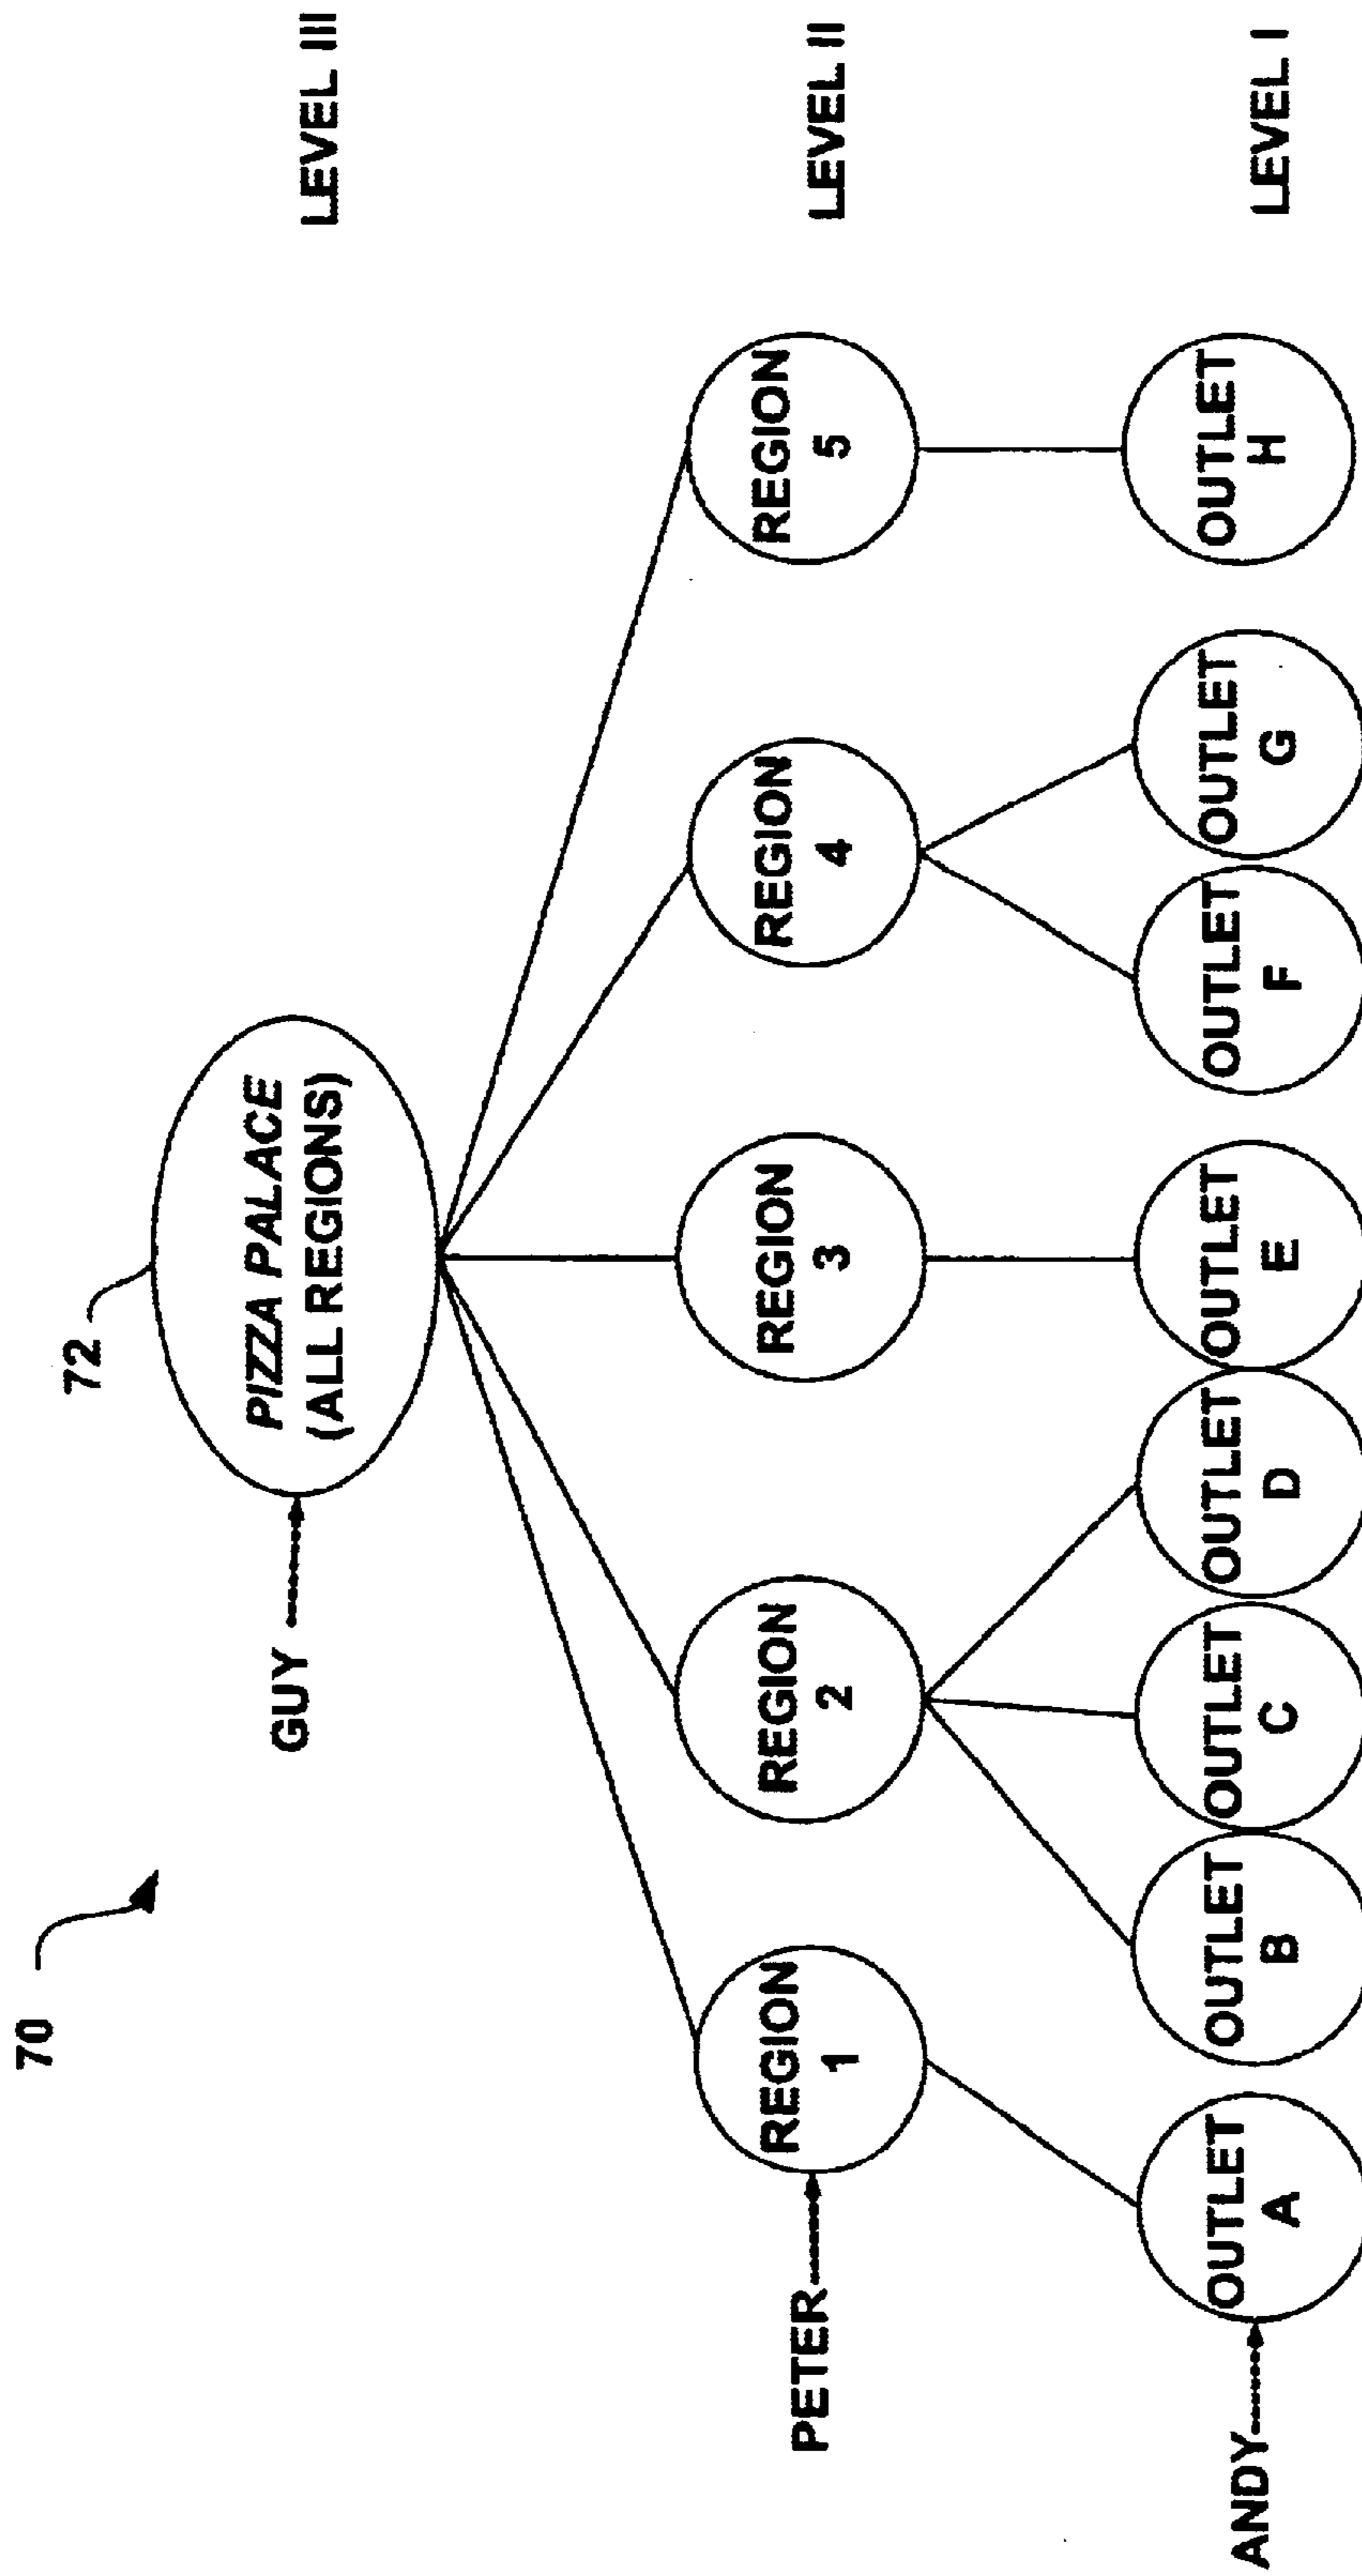 70
72
GUY
PIZZA PALACE
(ALL REGIONS)
LEVEL III
PETER
REGION
1
REGION
2
REGION
3
REGION
4
REGION
5
LEVEL II
ANDY
OUTLET
A
OUTLET
B
OUTLET
C
OUTLET
D
OUTLET
E
OUTLET
F
OUTLET
G
OUTLET
H
LEVEL I